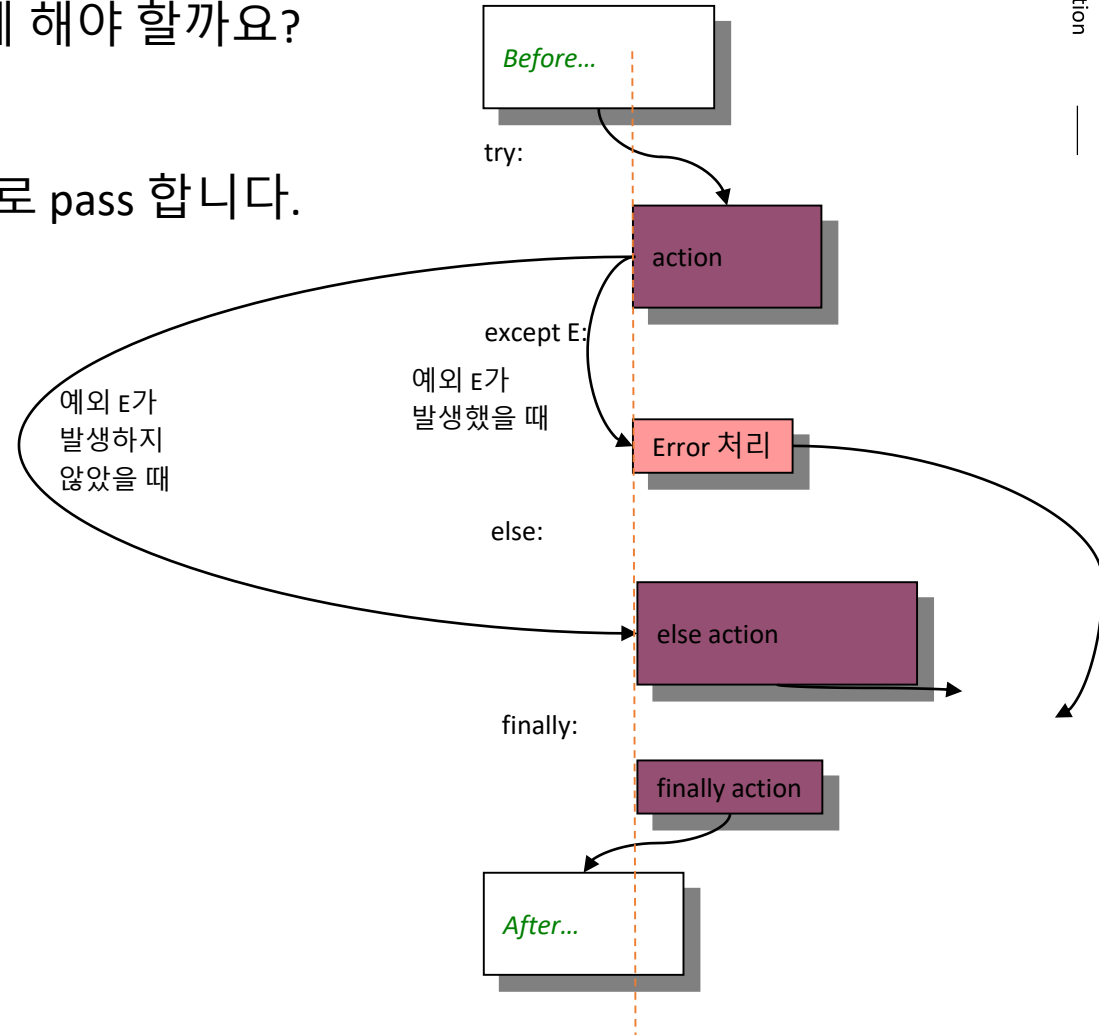 해야 할까요?
로 pass 합니다.
tion
Before…
try:
action
except E:
예외 E가
발생했을 때
예외 E가
발생하지
않았을 때
Error 처리
else:
else action
finally:
finally action
After…